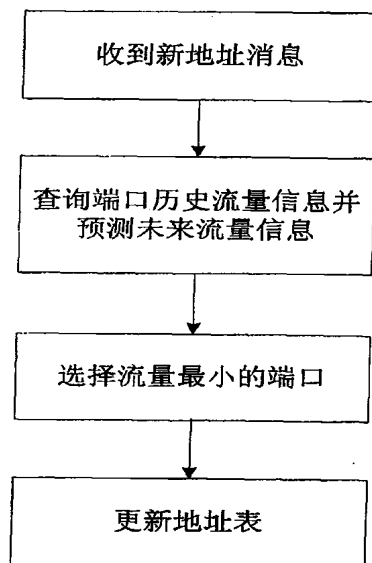 收到新地址消息
查询端口历史流量信息并
预测未来流量信息
选择流量最小的端口
更新地址表